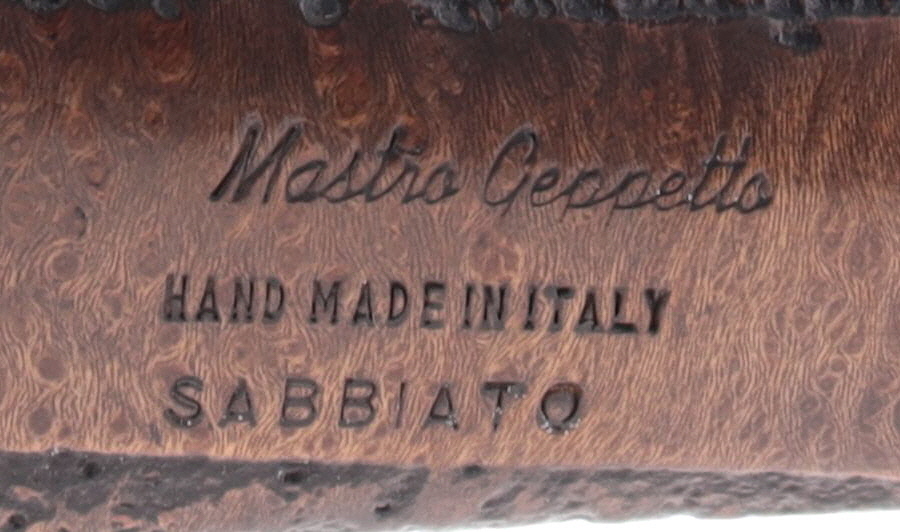 Mastro Geppetto
HAND MADE IN ITALY
SABBIATO